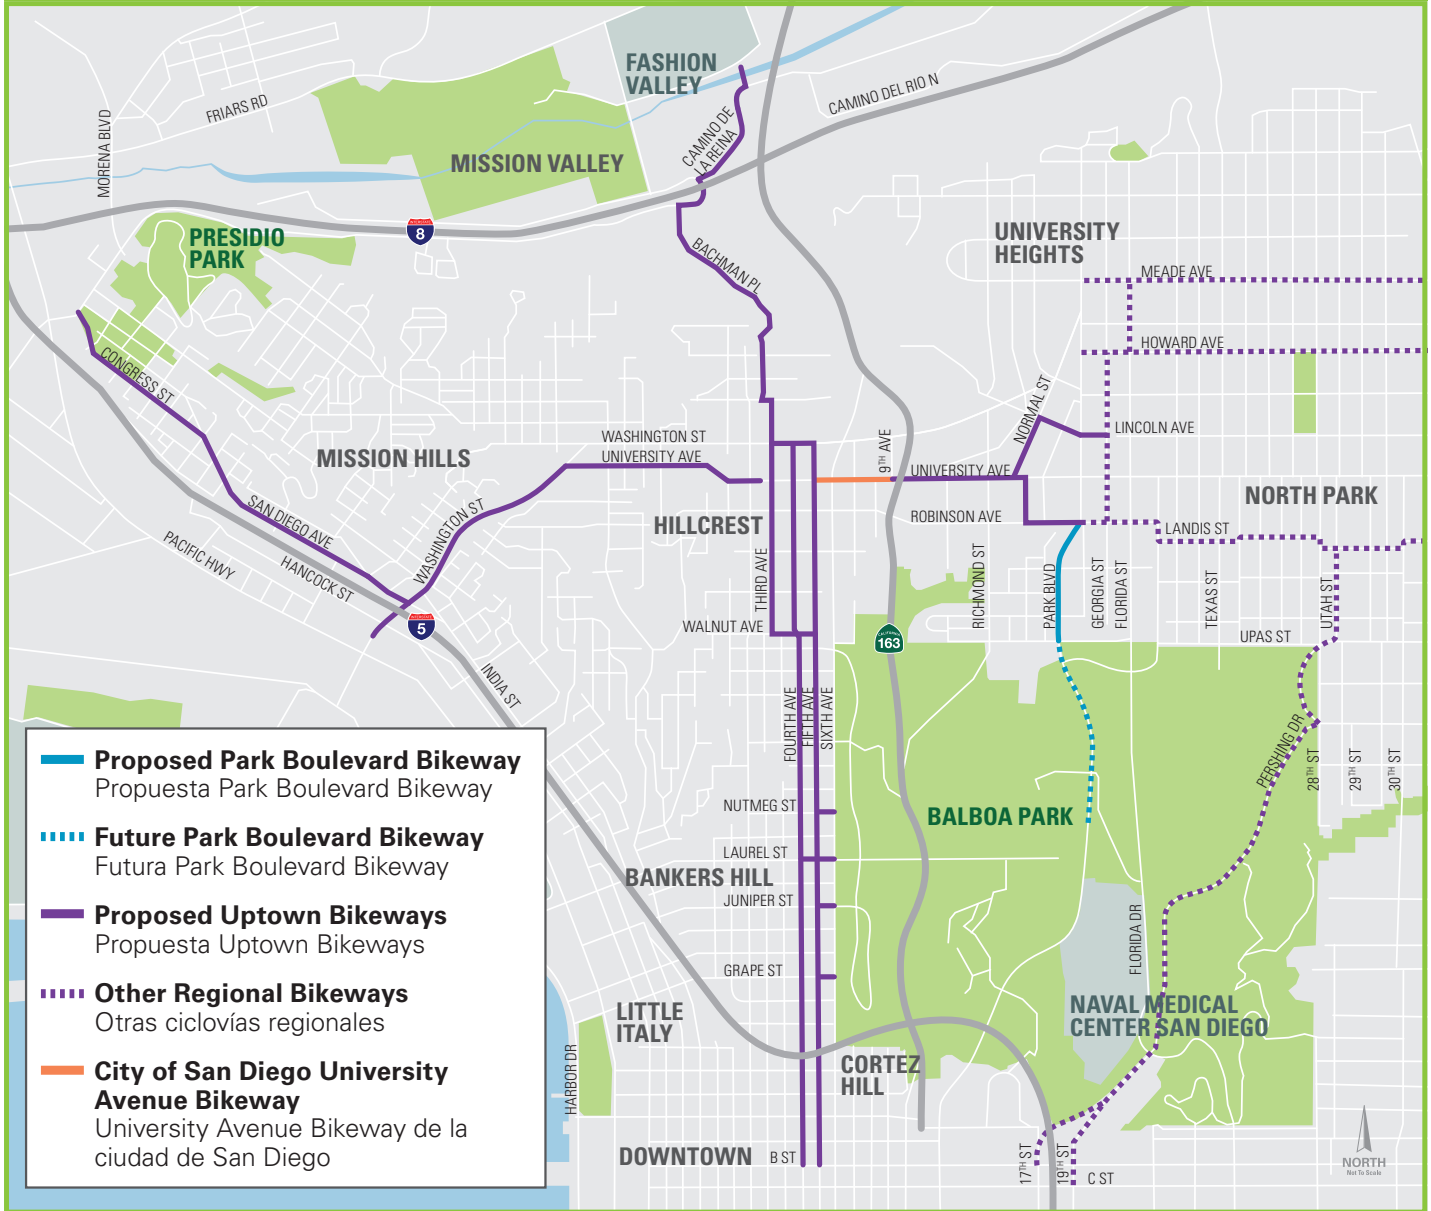 FASHION
VALLEY
CAMINO DEL RIO N
FRIARS RD
MORENA BLVD
CAMINO DE
LA REINA
MISSION VALLEY
INTERSTATE
8
PRESIDIO
PARK
UNIVERSITY
HEIGHTS
BACHMAN PL
MEADE AVE
HOWARD AVE
CONGRESS ST
NORMAL ST
LINCOLN AVE
WASHINGTON ST
UNIVERSITY AVE
9TH AVE
UNIVERSITY AVE
MISSION HILLS
NORTH PARK
SAN DIEGO AVE
WASHINGTON ST
HILLCREST
ROBINSON AVE
LANDIS ST
PACIFIC HWY
HANCOCK ST
THIRD AVE
RICHMOND ST
PARK BLVD
GEORGIA ST
FLORIDA ST
TEXAS ST
UTAH ST
INTERSTATE
5
WALNUT AVE
CALIFORNIA
163
UPAS ST
INDIA ST
FOURTH AVE
FIFTH AVE
SIXTH AVE
PERSHING DR
28TH ST
29TH ST
30TH ST
NUTMEG ST
BALBOA PARK
LAUREL ST
BANKERS HILL
JUNIPER ST
FLORIDA DR
GRAPE ST
LITTLE
ITALY
NAVAL MEDICAL
CENTER SAN DIEGO
HARBOR DR
CORTEZ
HILL
DOWNTOWN
B ST
17TH ST
19TH ST
C ST
NORTH
Not To Scale
Proposed Park Boulevard Bikeway
Propuesta Park Boulevard Bikeway
Future Park Boulevard Bikeway
Futura Park Boulevard Bikeway
Proposed Uptown Bikeways
Propuesta Uptown Bikeways
Other Regional Bikeways
Otras ciclovías regionales
City of San Diego University
Avenue Bikeway
University Avenue Bikeway de la
ciudad de San Diego